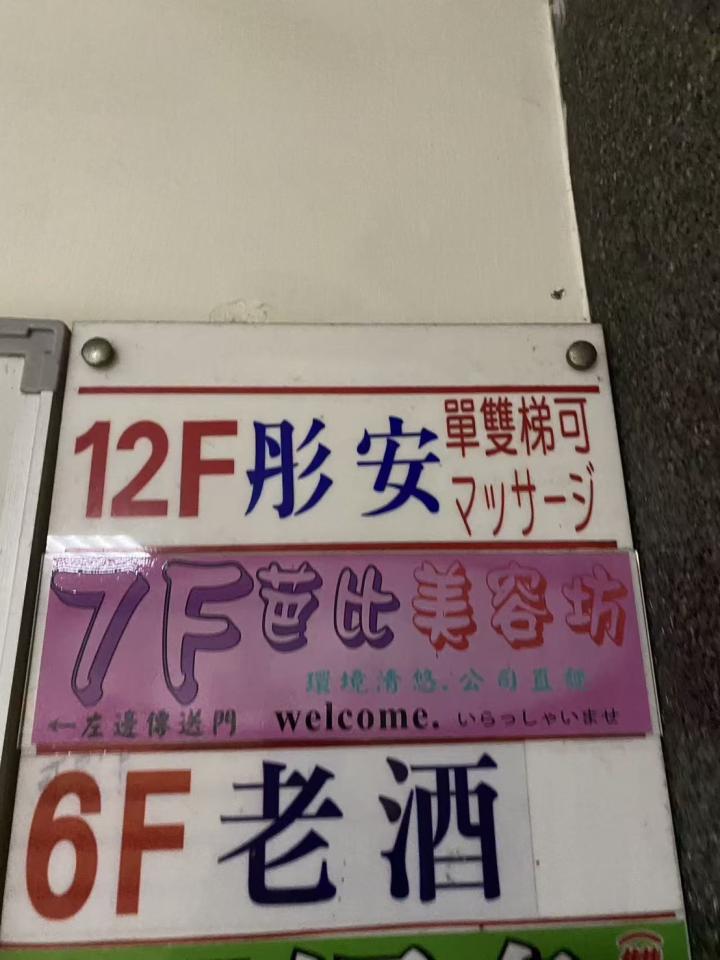 12F 彤安 單雙梯可
マッサージ
7F 芭比美容坊
環境清悠.公司直營
←左邊傳送門 welcome. いらっしゃいませ
6F 老酒